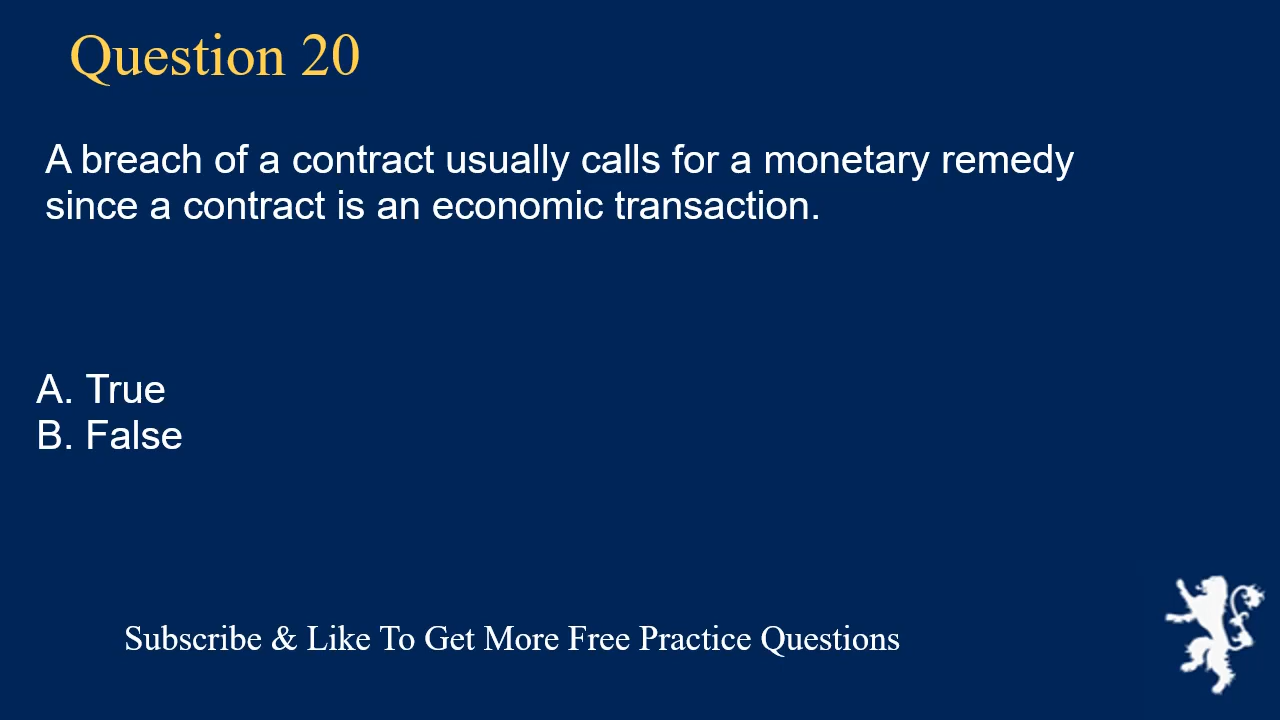 Question 20
A breach of a contract usually calls for a monetary remedy
since a contract is an economic transaction.
A. True
B. False
Subscribe & Like To Get More Free Practice Questions